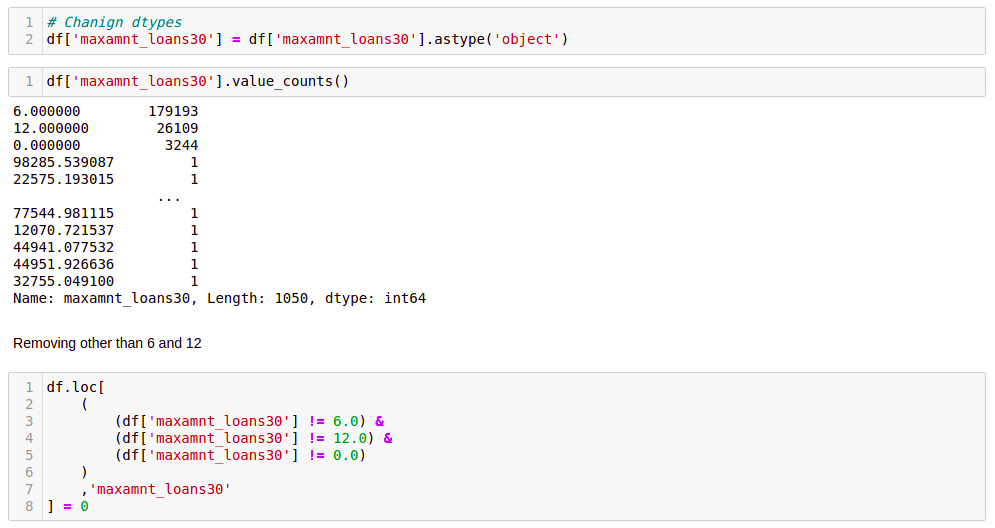 1 # Chanign dtypes
2 df['maxamnt_loans30'] = df['maxamnt_loans30'].astype('object')
1 df['maxamnt_loans30'].value_counts()
6.000000        179193
12.000000        26109
0.000000          3244
98285.539087         1
22575.193015         1
                 ...
77544.981115         1
12070.721537         1
44941.077532         1
44951.926636         1
32755.049100         1
Name: maxamnt_loans30, Length: 1050, dtype: int64
Removing other than 6 and 12
1 df.loc[
2     (
3         (df['maxamnt_loans30'] != 6.0) &
4         (df['maxamnt_loans30'] != 12.0) &
5         (df['maxamnt_loans30'] != 0.0)
6     )
7     ,'maxamnt_loans30'
8 ] = 0